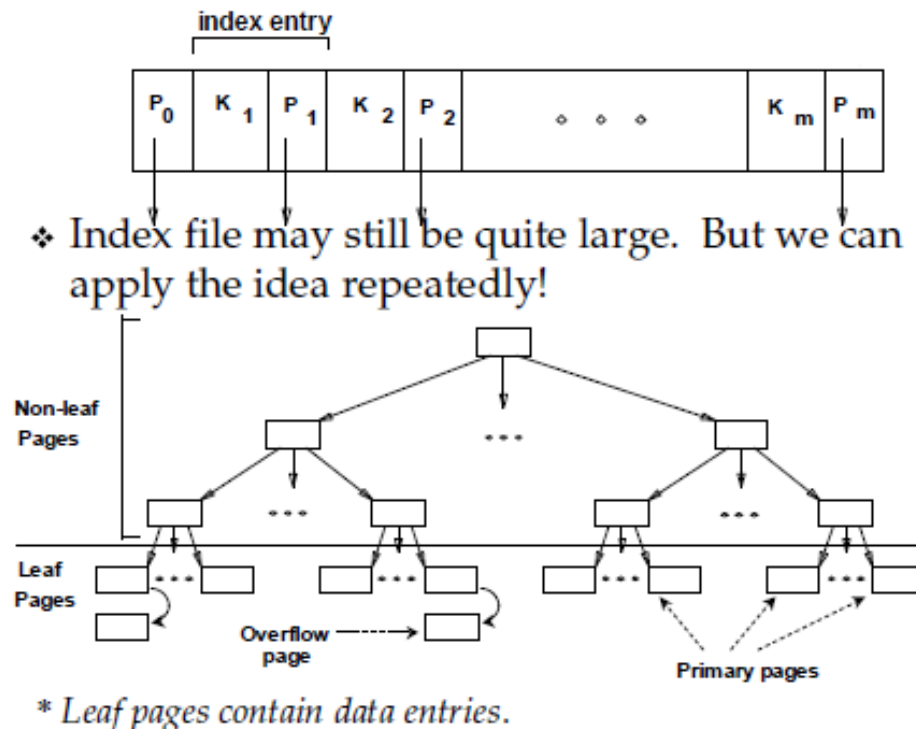 index entry
P0 K1 P1 K2 P2 Km Pm
❖ Index file may still be quite large. But we can
apply the idea repeatedly!
Non-leaf
Pages
Leaf
Pages
Overflow
page
Primary pages
* Leaf pages contain data entries.